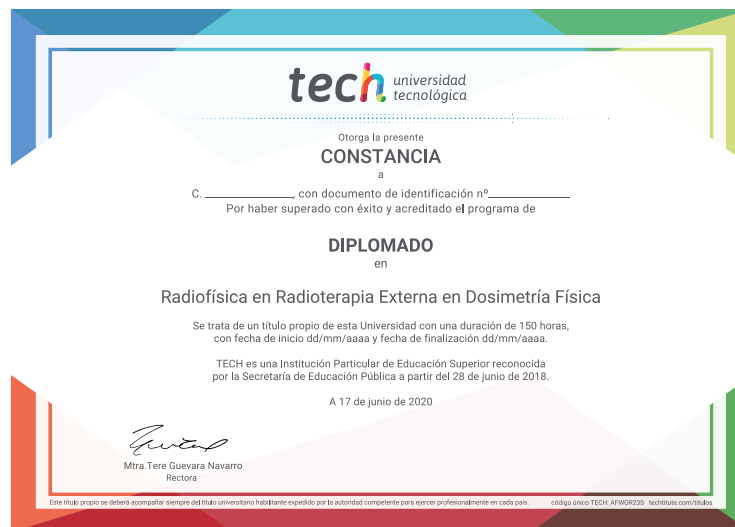 tech universidad
tecnológica
Otorga la presente
CONSTANCIA
a
C. ______________, con documento de identificación nº______________
Por haber superado con éxito y acreditado el programa de
DIPLOMADO
en
Radiofísica en Radioterapia Externa en Dosimetría Física
Se trata de un título propio de esta Universidad con una duración de 150 horas,
con fecha de inicio dd/mm/aaaa y fecha de finalización dd/mm/aaaa.
TECH es una Institución Particular de Educación Superior reconocida
por la Secretaría de Educación Pública a partir del 28 de junio de 2018.
A 17 de junio de 2020
Mtra.Tere Guevara Navarro
Rectora
Este título propio se deberá acompañar siempre del título universitario habilitante expedido por la autoridad competente para ejercer profesionalmente en cada país. código único TECH: AFWOR23S techtitute.com/titulos